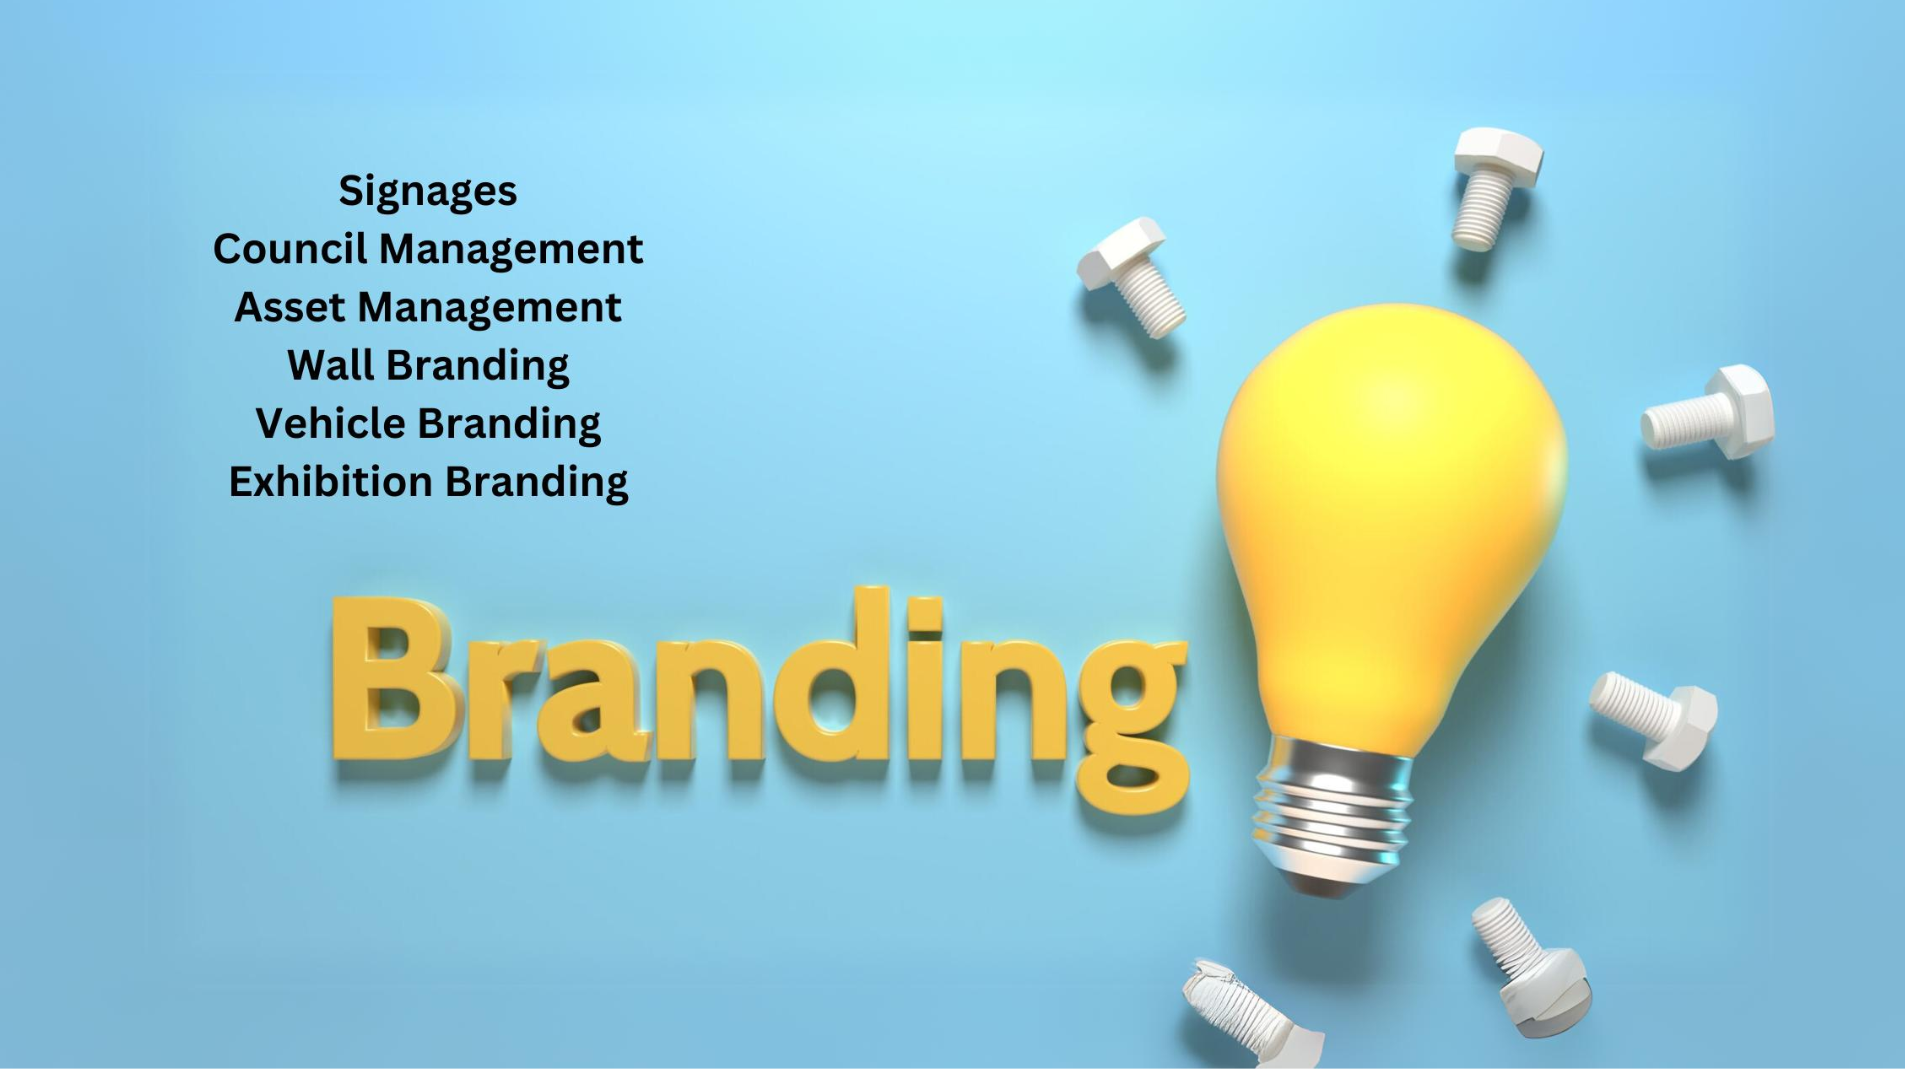 Signages
Council Management
Asset Management
Wall Branding
Vehicle Branding
Exhibition Branding
Branding